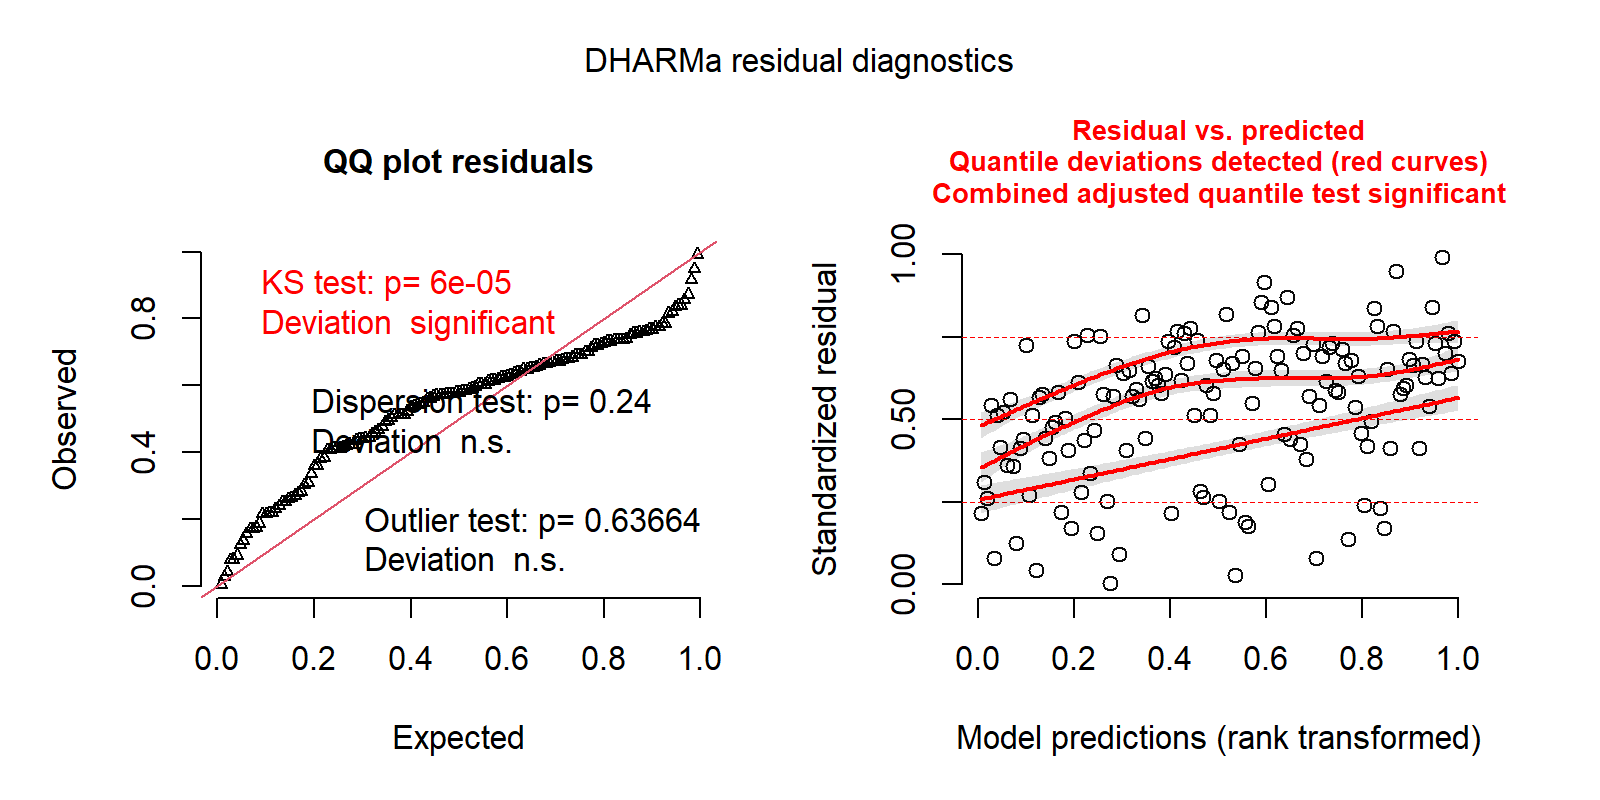 DHARMa residual diagnostics
QQ plot residuals
KS test: p= 6e-05
Deviation  significant
Dispersion test: p= 0.24
Deviation  n.s.
Outlier test: p= 0.63664
Deviation  n.s.
Observed
0.0
0.4
0.8
0.0 0.2 0.4 0.6 0.8 1.0
Expected
Residual vs. predicted
Quantile deviations detected (red curves)
Combined adjusted quantile test significant
Standardized residual
0.00
0.50
1.00
0.0 0.2 0.4 0.6 0.8 1.0
Model predictions (rank transformed)